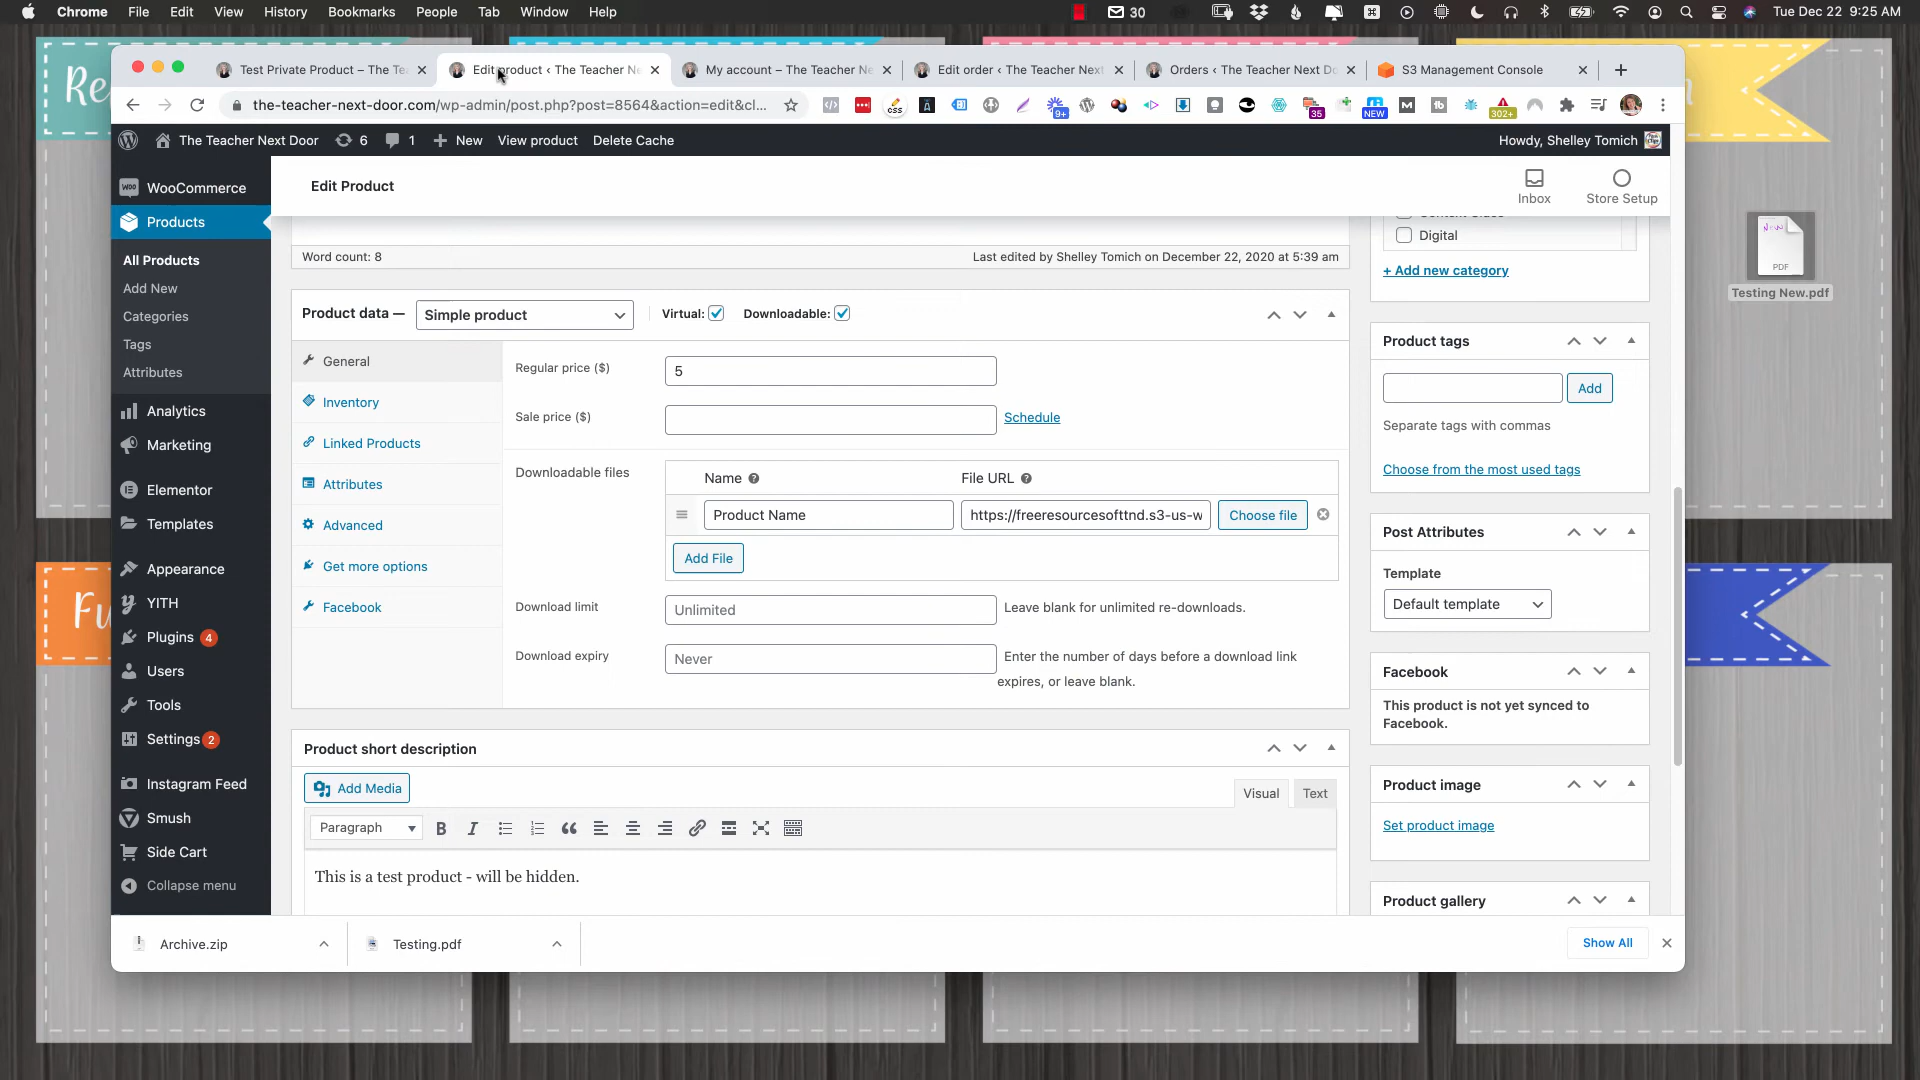 Chrome File Edit View History Bookmarks People Tab Window Help
30
Tue Dec 22 9:25 AM
Test Private Product – The Te
Edit product ‹ The Teacher Ne
My account – The Teacher Ne
Edit order ‹ The Teacher Next
Orders ‹ The Teacher Next Do
S3 Management Console
the-teacher-next-door.com/wp-admin/post.php?post=8564&action=edit&cl...
css
9+
35
NEW
302+
The Teacher Next Door
6
1
New
View product
Delete Cache
Howdy, Shelley Tomich
WooCommerce
Products
All Products
Add New
Categories
Tags
Attributes
Analytics
Marketing
Elementor
Templates
Appearance
YITH
Plugins 4
Users
Tools
Settings 2
Instagram Feed
Smush
Side Cart
Collapse menu
Edit Product
Inbox
Store Setup
Word count: 8
Last edited by Shelley Tomich on December 22, 2020 at 5:39 am
Product data — Simple product
Virtual:
Downloadable:
General
Inventory
Linked Products
Attributes
Advanced
Get more options
Facebook
Regular price ($)
5
Sale price ($)
Schedule
Downloadable files
Name
File URL
Product Name
https://freeresourcesofttnd.s3-us-w
Choose file
Add File
Download limit
Unlimited
Leave blank for unlimited re-downloads.
Download expiry
Never
Enter the number of days before a download link
expires, or leave blank.
Product short description
Add Media
Visual
Text
Paragraph
This is a test product - will be hidden.
Digital
+ Add new category
Product tags
Add
Separate tags with commas
Choose from the most used tags
Post Attributes
Template
Default template
Facebook
This product is not yet synced to
Facebook.
Product image
Set product image
Product gallery
Archive.zip
Testing.pdf
Show All
New
PDF
Testing New.pdf